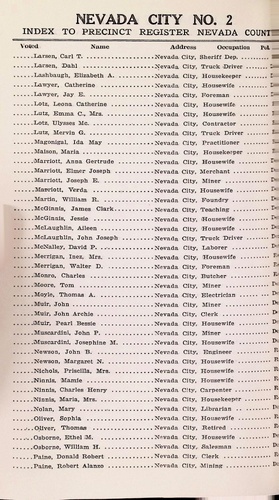 NEVADA CITY NO. 2
INDEX TO PRECINCT REGISTER NEVADA COUNT
Voted Name Address Occupation Pol.
......Larsen, Carl T. Nevada City, Sheriff Dep.
......Larsen, Dahl Nevada City, Truck Driver
......Lashbaugh, Elizabeth A. Nevada City, Housekeeper
......Lawyer, Catherine Nevada City, Housewife
......Lawyer, Jay E. Nevada City, Foreman
......Lotz, Leona Catherine Nevada City, Housewife
......Lutz, Emma C., Mrs. Nevada City, Housewife
......Lotz, Ulysses Mc. Nevada City, Contractor
......Lutz, Mervin G. Nevada City, Truck Driver
......Magonigal, Ida May Nevada City, Practitioner
......Maison, Maria Nevada City, Housekeeper
......Marriott, Anna Gertrude Nevada City, Housewife
......Marriott, Elmer Joseph Nevada City, Merchant
......Marriott, Joseph E. Nevada City, Miner
......Marriott, Verda Nevada City, Housewife
......Martin, William R. Nevada City, Foundry
......McGinnis, James Clark Nevada City, Teaching
......McGinnis, Jessie Nevada City, Housewife
......McLaughlin, Aileen Nevada City, Housewife
......McLaughlin, John Joseph Nevada City, Truck Driver
......McNalley, David P. Nevada City, Laborer
......Merrigan, Ines, Mrs. Nevada City, Housewife
......Merrigan, Walter D. Nevada City, Foreman
......Monro, Charles Nevada City, Butcher
......Moore, Tom Nevada City, Miner
......Moyle, Thomas A. Nevada City, Electrician
......Muir, John Nevada City, Miner
......Muir, John Archie Nevada City, Clerk
......Muir, Pearl Bessie Nevada City, Housewife
......Muscardini, John P. Nevada City, Miner
......Muscardini, Josephine M. Nevada City, Housewife
......Newson, John B. Nevada City, Engineer
......Newson, Margaret N. Nevada City, Housewife
......Nichols, Priscilla, Mrs. Nevada City, Housewife
......Ninnis, Mamie Nevada City, Housewife
......Ninnis, Charles Henry Nevada City, Carpenter
......Ninnis, Maria, Mrs. Nevada City, Housekeeper
......Nolan, Mary Nevada City, Librarian
......Oliver, Sophia Nevada City, Housewife
......Oliver, Thomas Nevada City, Retired
......Osborne, Ethel M. Nevada City, Housewife
......Osborne, William H. Nevada City, Salesman
......Paine, Donald Robert Nevada City, Clerk
......Paine, Robert Alanzo Nevada City, Mining